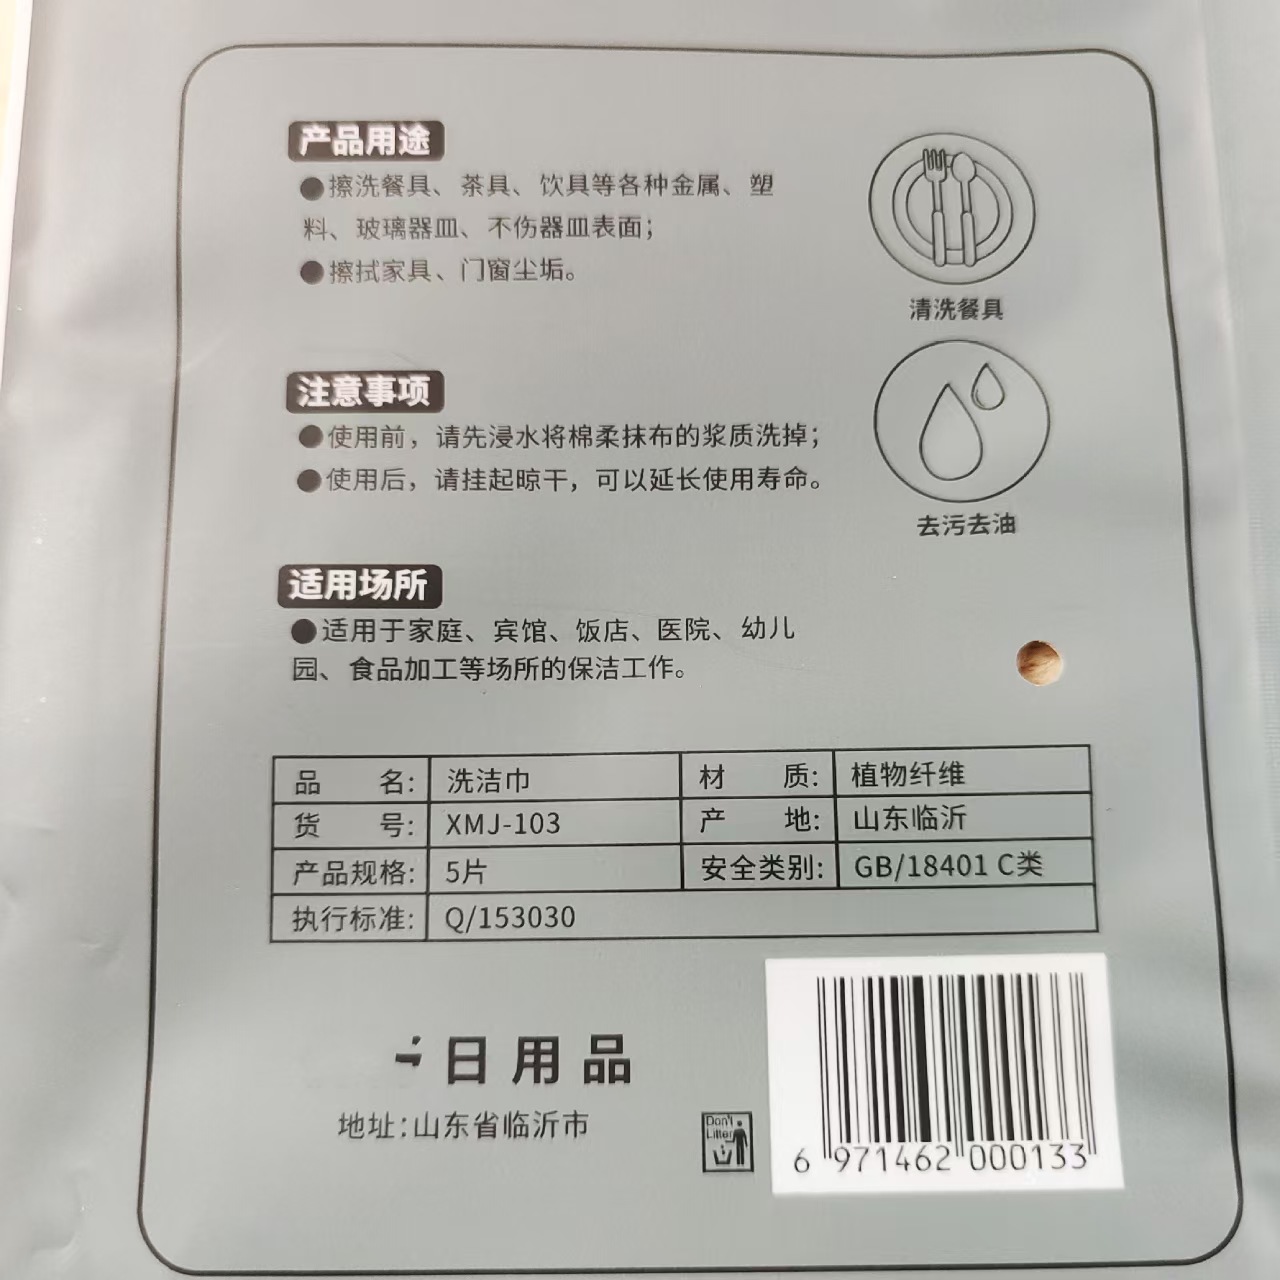 产品用途
●擦洗餐具、茶具、饮具等各种金属、塑
料、玻璃器皿、不伤器皿表面；
●擦拭家具、门窗尘垢。
清洗餐具
注意事项
●使用前，请先浸水将棉柔抹布的浆质洗掉；
●使用后，请挂起晾干，可以延长使用寿命。
去污去油
适用场所
●适用于家庭、宾馆、饭店、医院、幼儿
园、食品加工等场所的保洁工作。
品 名: 洗洁巾 材 质: 植物纤维
货 号: XMJ-103 产 地: 山东临沂
产品规格: 5片 安全类别: GB/18401 C类
执行标准: Q/153030
日用品
地址:山东省临沂市
Don't
Litter
6 971462 000133